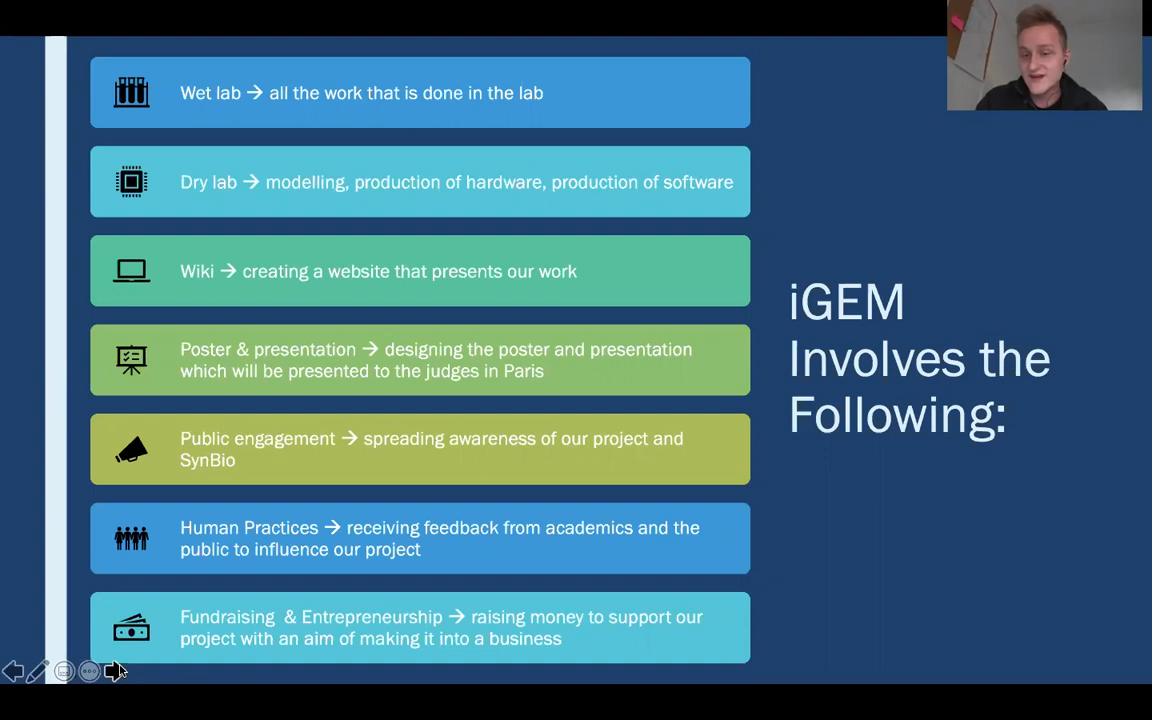 Wet lab → all the work that is done in the lab
Dry lab → modelling, production of hardware, production of software
Wiki → creating a website that presents our work
Poster & presentation → designing the poster and presentation
which will be presented to the judges in Paris
Public engagement → spreading awareness of our project and
SynBio
Human Practices → receiving feedback from academics and the
public to influence our project
Fundraising & Entrepreneurship → raising money to support our
project with an aim of making it into a business
iGEM
Involves the
Following: